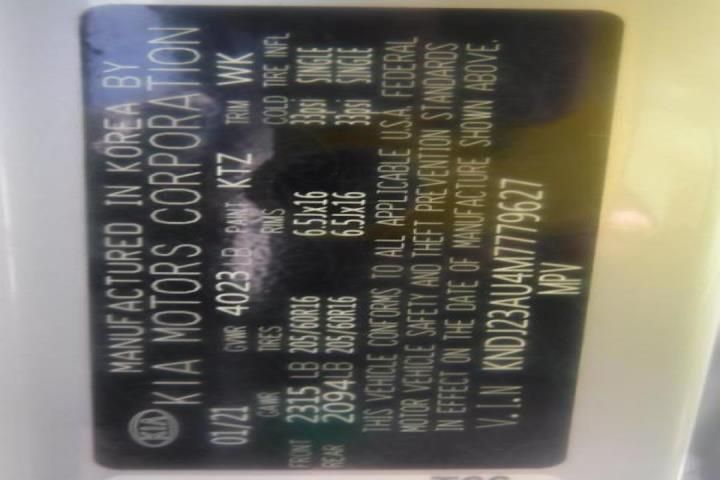 MANUFACTURED IN KOREA BY
KIA MOTORS CORPORATION
KIA
01/21 GVWR 4023 LB PAINT KTZ TRIM WK
GAWR TIRES RIMS COLD TIRE INFL
FRONT 2315 LB 205/60R16 6.5Jx16 33psi SINGLE
REAR 2094 LB 205/60R16 6.5Jx16 33psi SINGLE
THIS VEHICLE CONFORMS TO ALL APPLICABLE U.S.A FEDERAL
MOTOR VEHICLE SAFETY AND THEFT PREVENTION STANDARDS
IN EFFECT ON THE DATE OF MANUFACTURE SHOWN ABOVE.
V.I.N KNDJ23AU4M7779627
MPV